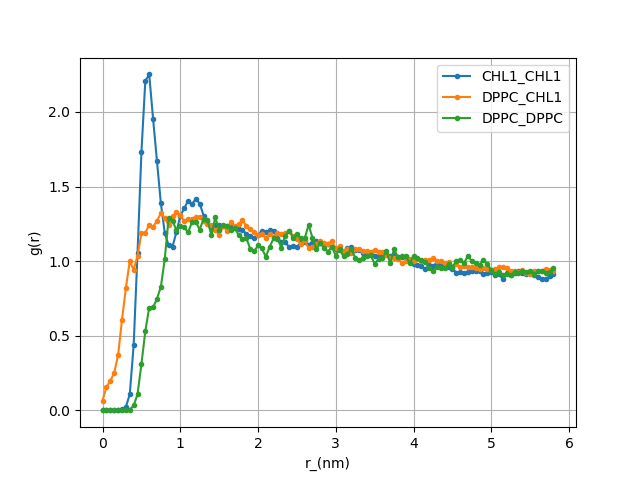 CHL1_CHL1
DPPC_CHL1
DPPC_DPPC
2.0
1.5
1.0
0.5
0.0
g(r)
0 1 2 3 4 5 6
r_(nm)